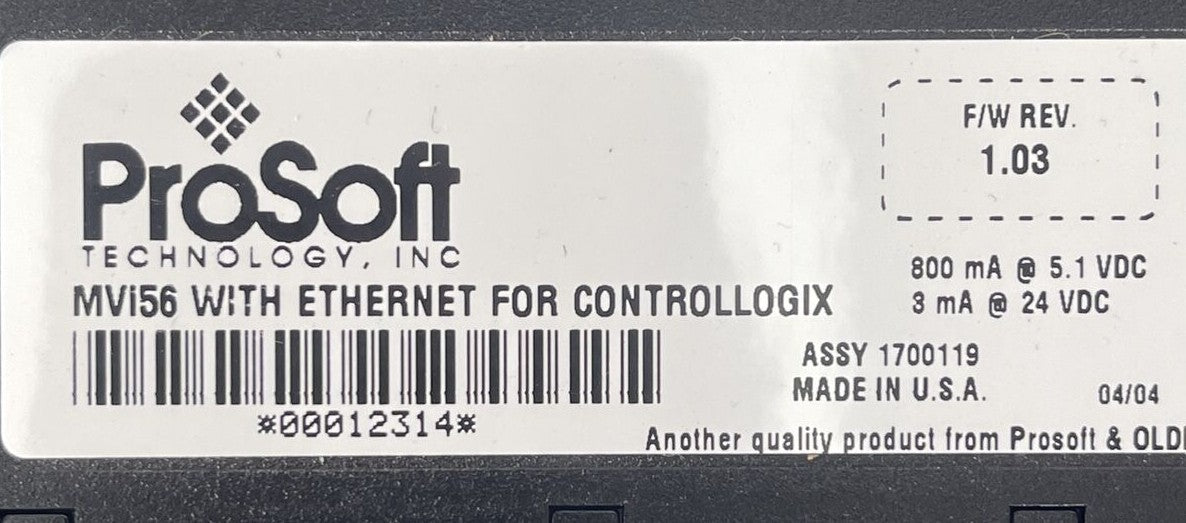 ProSoft
TECHNOLOGY, INC
MVi56 WITH ETHERNET FOR CONTROLLOGIX
*00012314*
F/W REV.
1.03
800 mA @ 5.1 VDC
3 mA @ 24 VDC
ASSY 1700119
MADE IN U.S.A.
04/04
Another quality product from Prosoft &